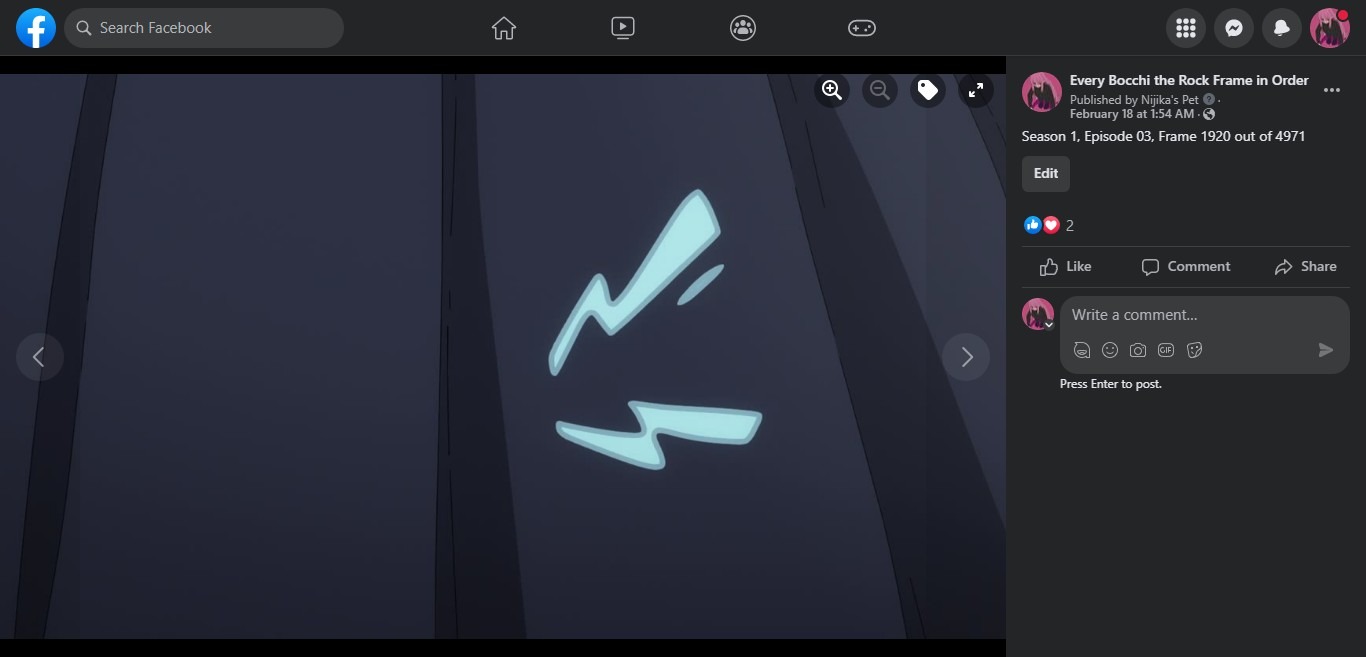 Search Facebook
Every Bocchi the Rock Frame in Order
Published by Nijika's Pet ·
February 18 at 1:54 AM ·
Season 1, Episode 03, Frame 1920 out of 4971
Edit
2
Like Comment Share
Write a comment...
GIF
Press Enter to post.